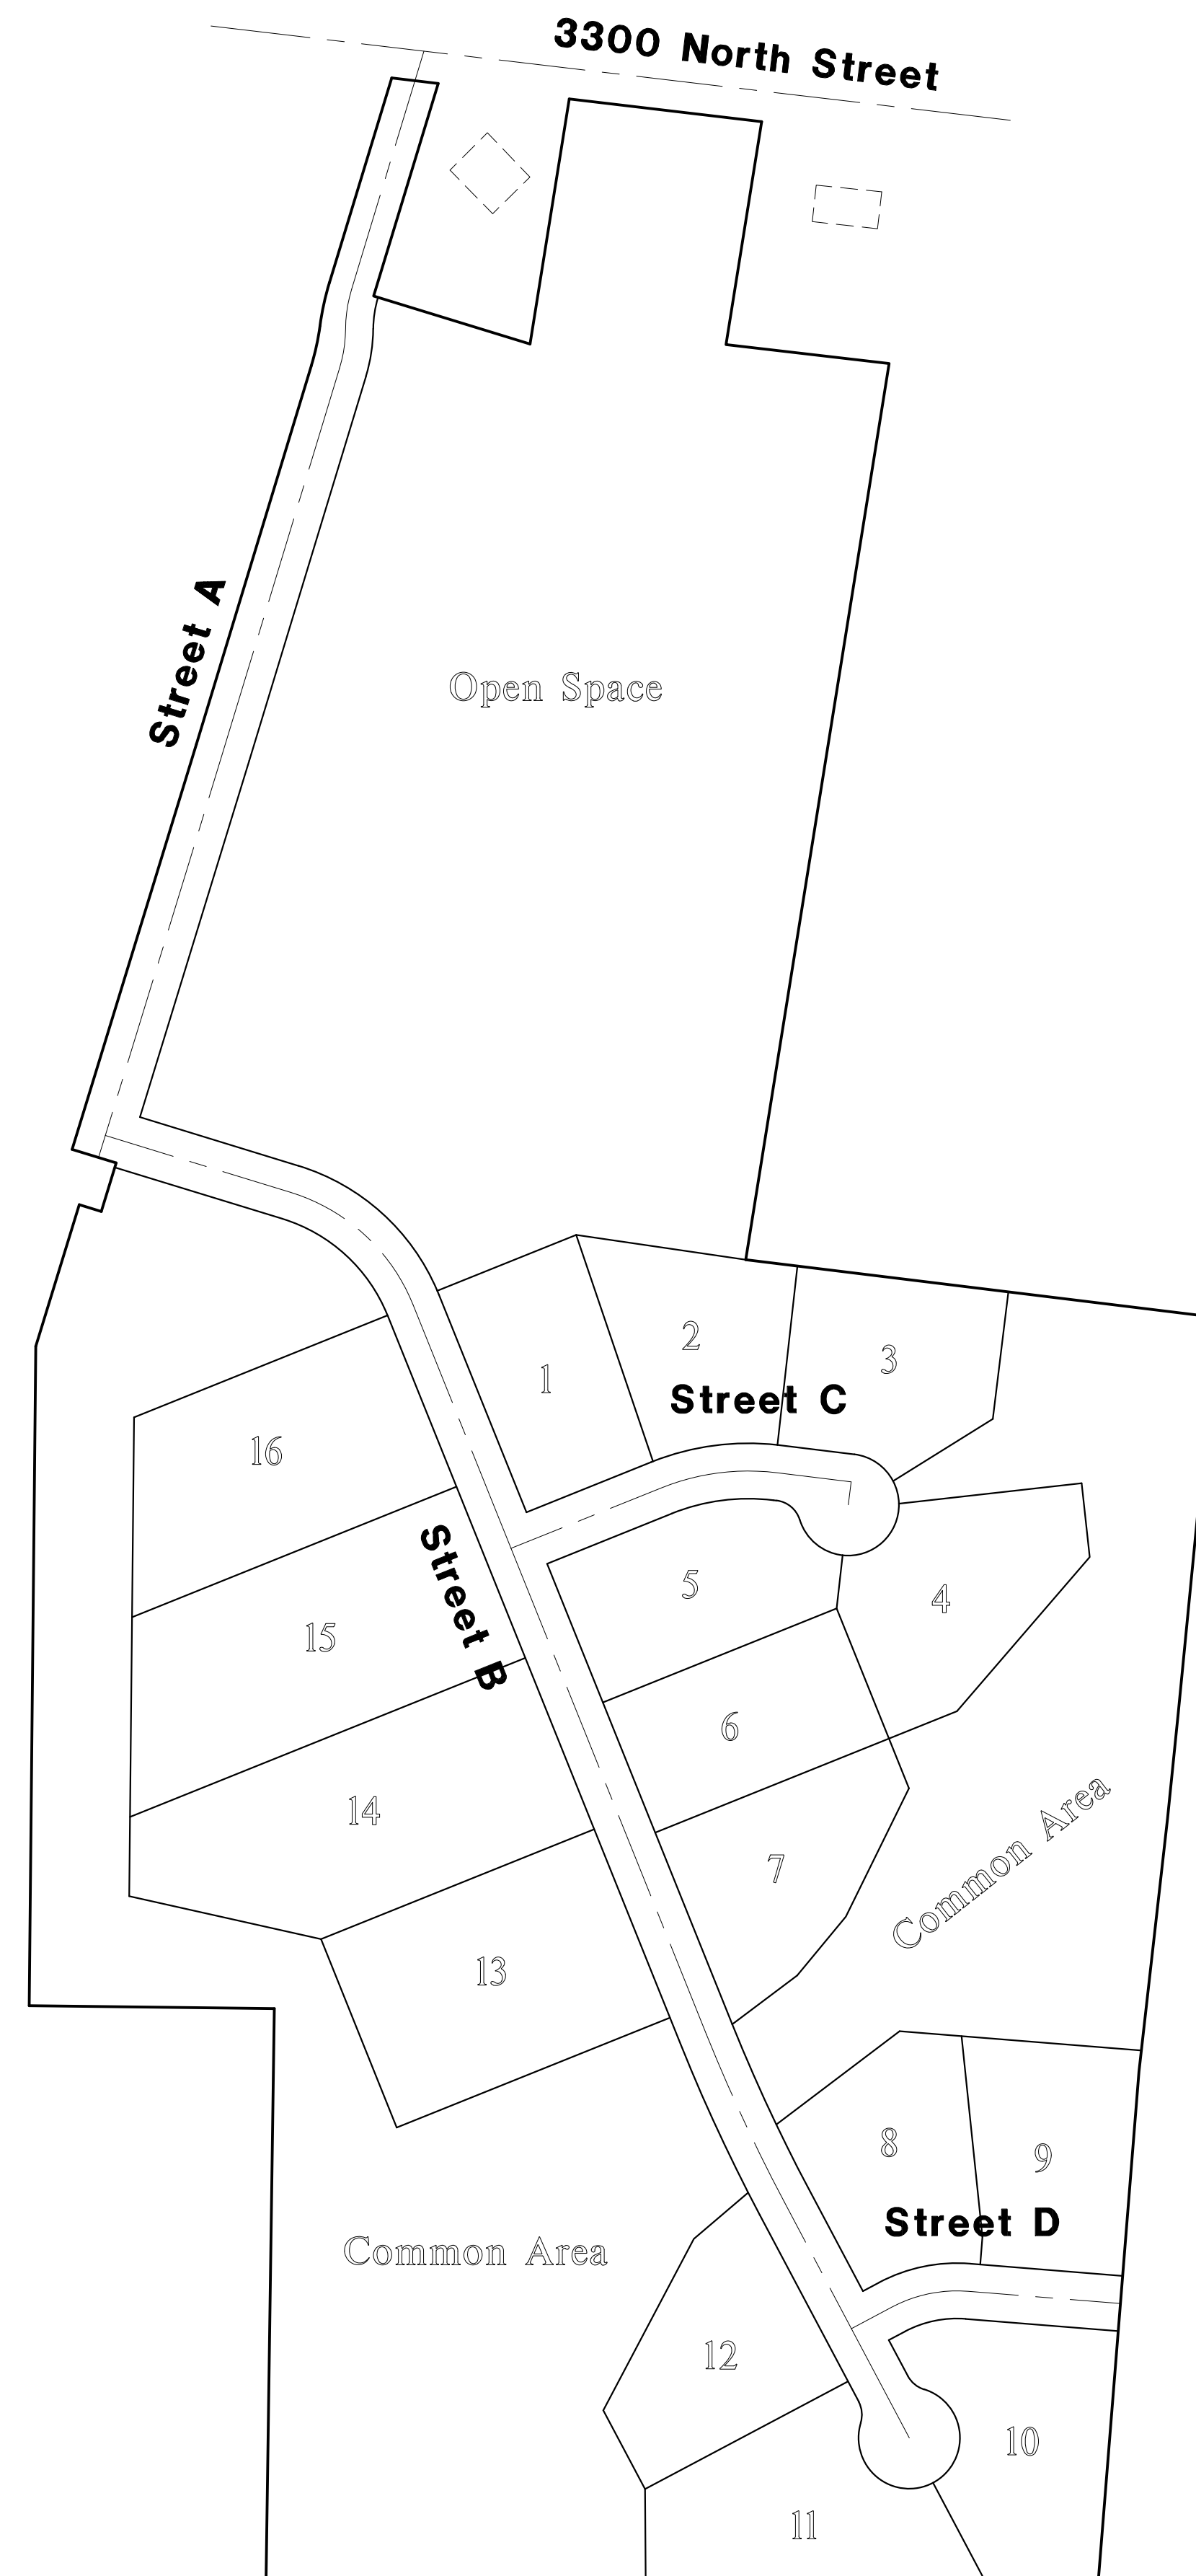 3300 North Street
Street A
Open Space
2
3
1
Street C
16
Street B
5
4
15
6
14
7
Common Area
13
8
9
Street D
Common Area
12
10
11